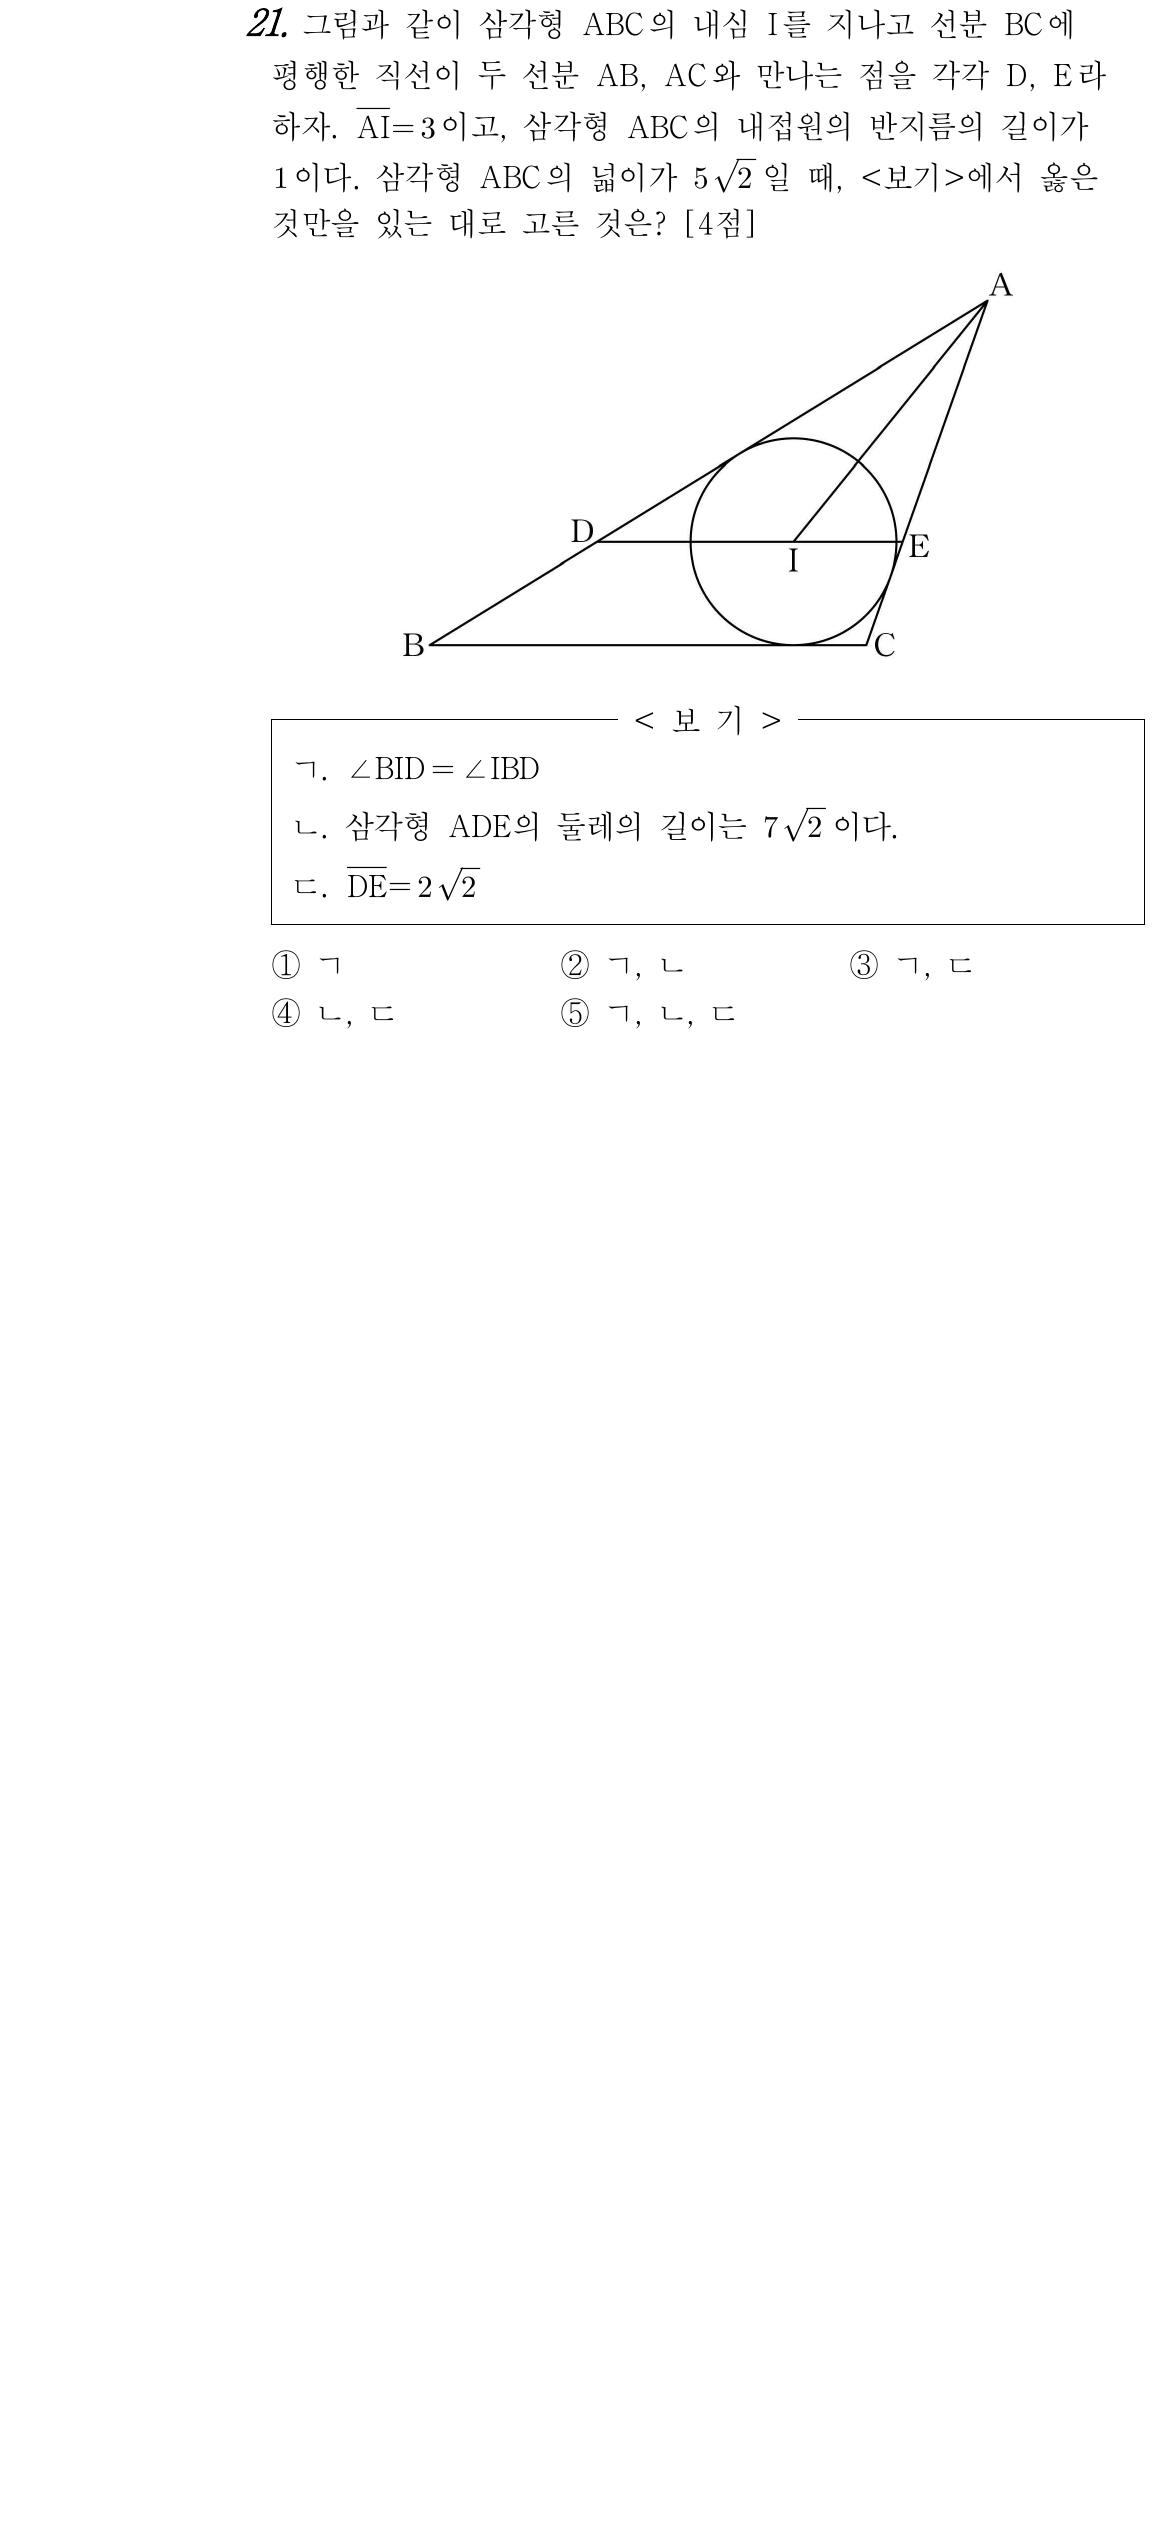 21. 그림과 같이 삼각형 ABC의 내심 I를 지나고 선분 BC에
평행한 직선이 두 선분 AB, AC와 만나는 점을 각각 D, E라
하자. \overline{AI}=3이고, 삼각형 ABC의 내접원의 반지름의 길이가
1이다. 삼각형 ABC의 넓이가 5√2 일 때, <보기>에서 옳은
것만을 있는 대로 고른 것은? [4점]
A
D
I
E
B
C
< 보 기 >
ㄱ. ∠BID = ∠IBD
ㄴ. 삼각형 ADE의 둘레의 길이는 7√2 이다.
ㄷ. \overline{DE}=2√2
① ㄱ ② ㄱ, ㄴ ③ ㄱ, ㄷ
④ ㄴ, ㄷ ⑤ ㄱ, ㄴ, ㄷ